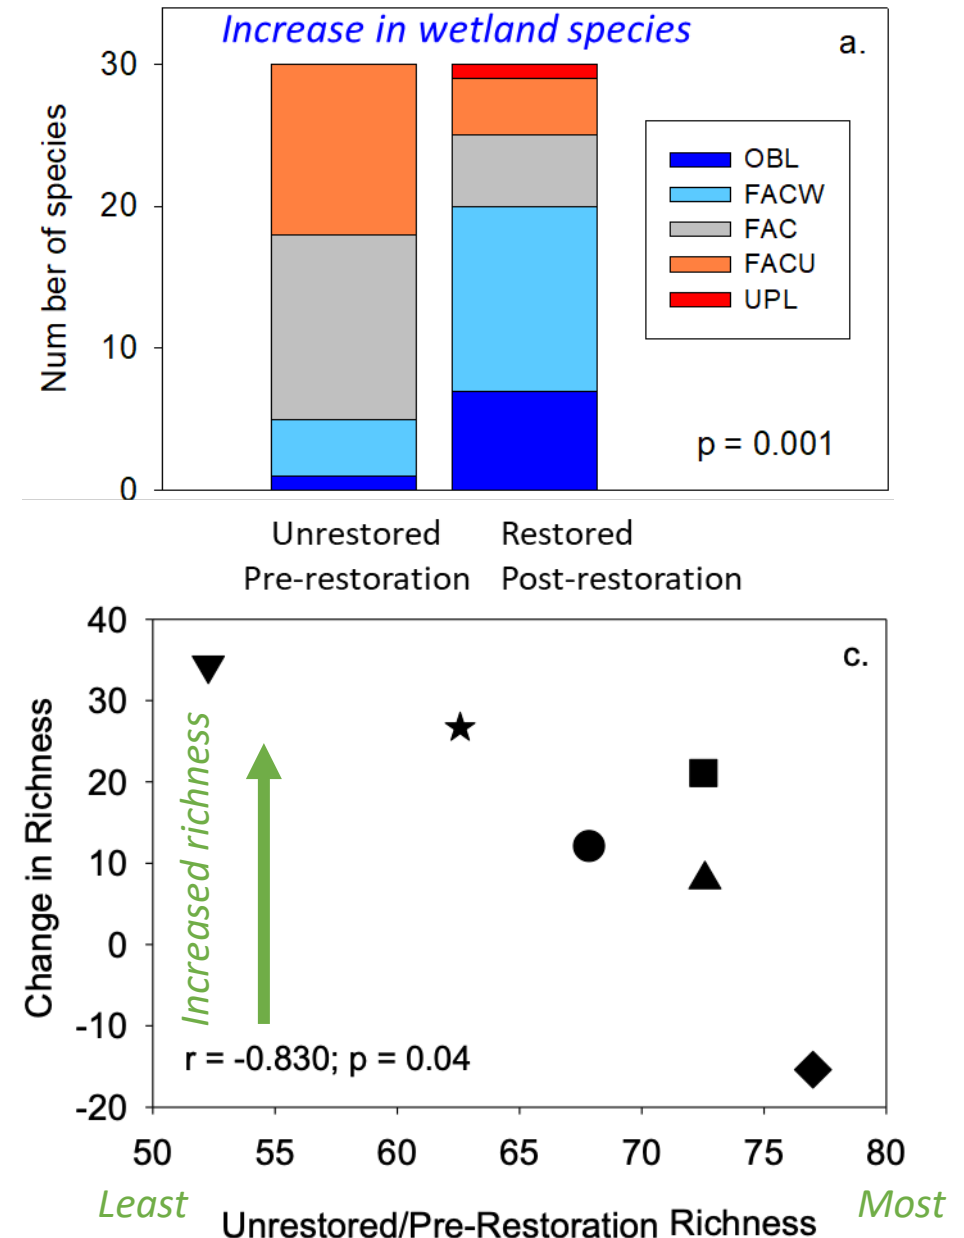 Increase in wetland species
a.
30
20
10
0
Num ber of species
OBL
FACW
FAC
FACU
UPL
p = 0.001
Unrestored Restored
Pre-restoration Post-restoration
40
30
20
10
0
-10
-20
Change in Richness
c.
Increased richness
r = -0.830; p = 0.04
50 55 60 65 70 75 80
Least Most
Unrestored/Pre-Restoration Richness